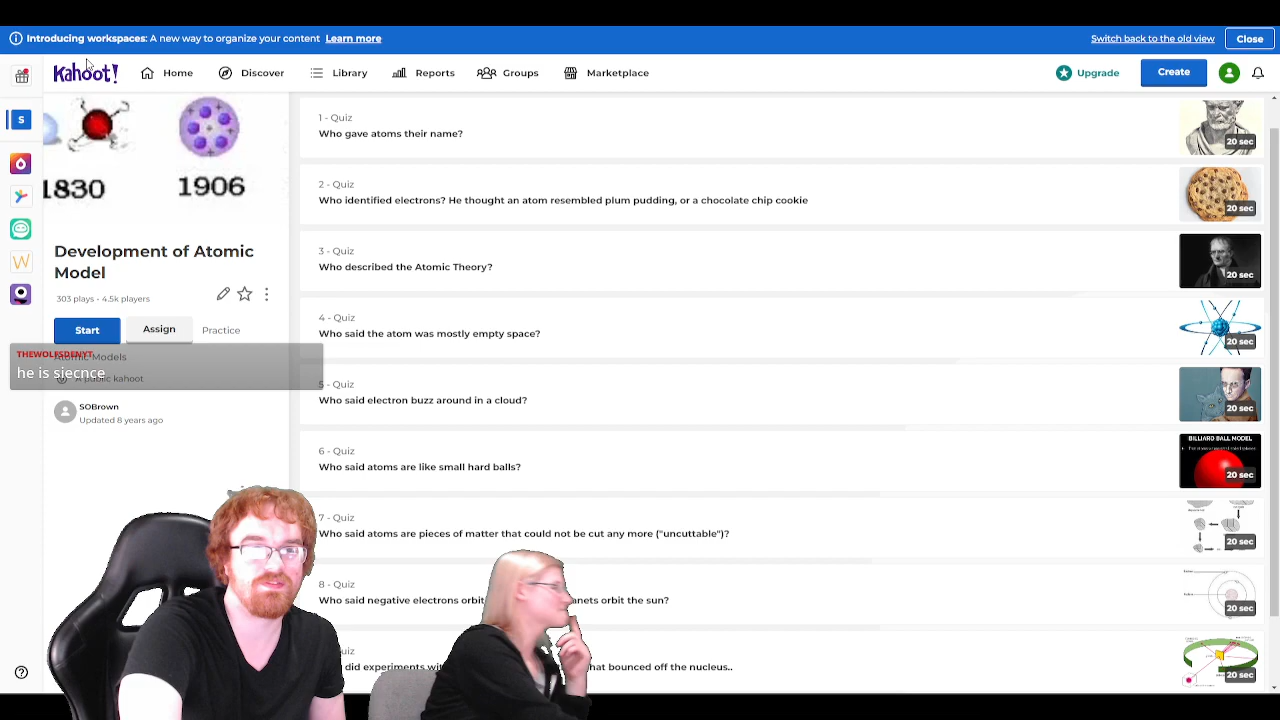 Introducing workspaces: A new way to organize your content Learn more
Switch back to the old view
Close
Kahoot!
Home
Discover
Library
Reports
Groups
Marketplace
Upgrade
Create
S
W
1830
1906
Development of Atomic
Model
303 plays · 4.5k players
Start
Assign
Practice
THEWOLFSDENYT
Atomic Models
he is siecnce
A public kahoot
SOBrown
Updated 8 years ago
1 - Quiz
Who gave atoms their name?
20 sec
2 - Quiz
Who identified electrons? He thought an atom resembled plum pudding, or a chocolate chip cookie
20 sec
3 - Quiz
Who described the Atomic Theory?
20 sec
4 - Quiz
Who said the atom was mostly empty space?
20 sec
5 - Quiz
Who said electron buzz around in a cloud?
20 sec
6 - Quiz
Who said atoms are like small hard balls?
BILLIARD BALL MODEL
20 sec
7 - Quiz
Who said atoms are pieces of matter that could not be cut any more ("uncuttable")?
20 sec
8 - Quiz
Who said negative electrons orbit anets orbit the sun?
20 sec
uiz
did experiments wit hat bounced off the nucleus..
20 sec